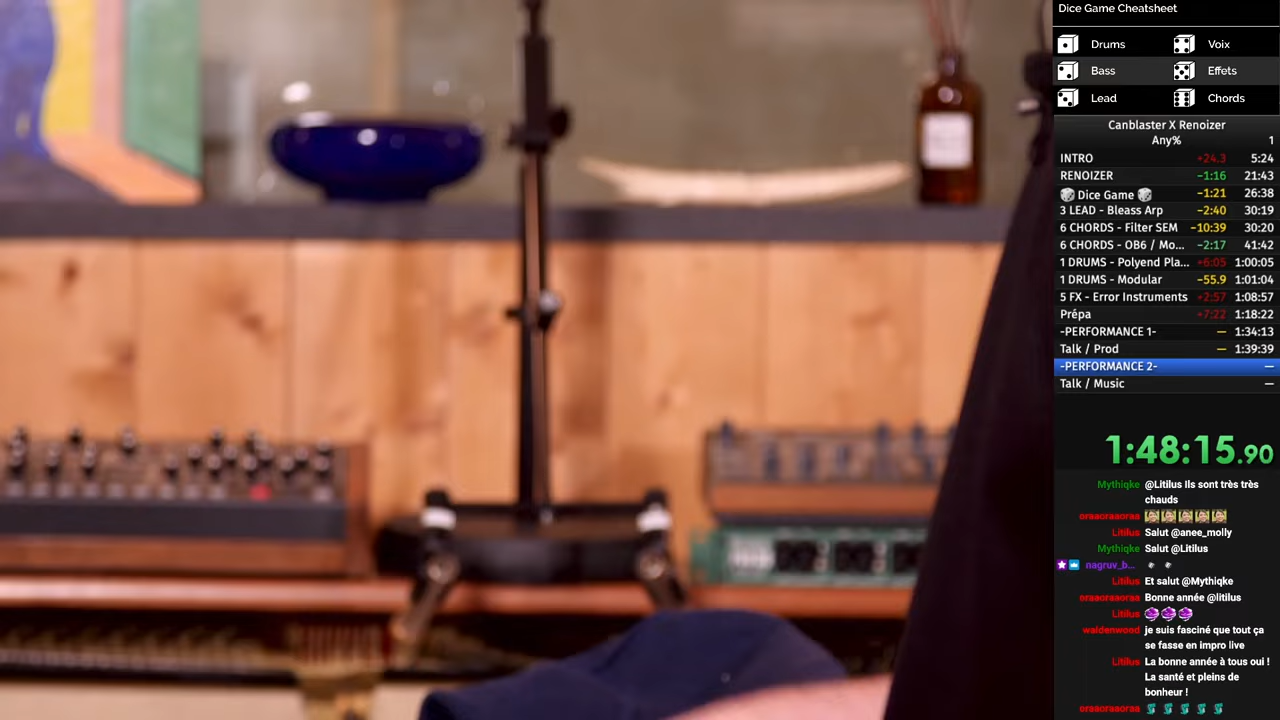 Dice Game Cheatsheet
Drums Voix
Bass Effets
Lead Chords
Canblaster X Renoizer
Any% 1
INTRO +24.3 5:24
RENOIZER −1:16 21:43
Dice Game −1:21 26:38
3 LEAD - Bleass Arp −2:40 30:19
6 CHORDS - Filter SEM −10:39 30:20
6 CHORDS - OB6 / Mo... −2:17 41:42
1 DRUMS - Polyend Pla... +6:05 1:00:05
1 DRUMS - Modular −55.9 1:01:04
5 FX - Error Instruments +2:57 1:08:57
Prépa +7:22 1:18:22
-PERFORMANCE 1- — 1:34:13
Talk / Prod — 1:39:39
-PERFORMANCE 2- —
Talk / Music —
1:48:15.90
Mythiqke @Litilus Ils sont très très
chauds
oraaoraaoraa
Litilus Salut @anee_molly
Mythiqke Salut @Litilus
nagruv_b...
Litilus Et salut @Mythiqke
oraaoraaoraa Bonne année @litilus
Litilus
waldenwood je suis fasciné que tout ça
se fasse en impro live
Litilus La bonne année à tous oui !
La santé et pleins de
bonheur !
oraaoraaoraa